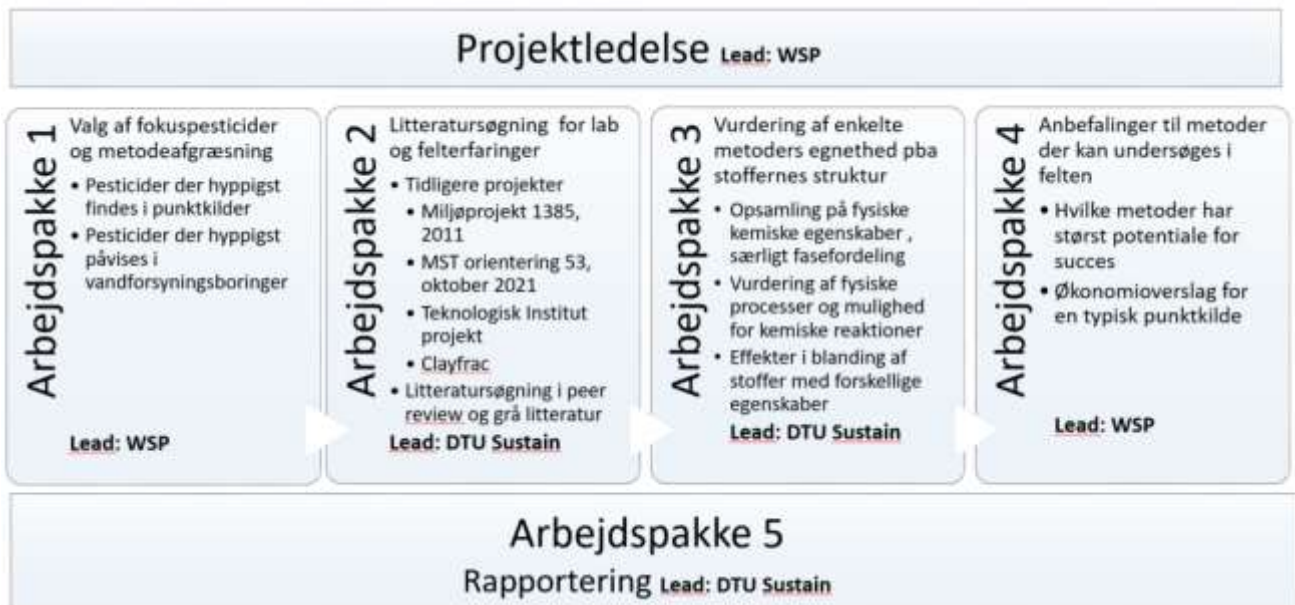 Projektledelse Lead: WSP
Arbejdspakke 1
Valg af fokuspesticider
og metodeafgræsning
• Pesticider der hyppigst
findes i punktkilder
• Pesticider der hyppigst
påvises i
vandforsyningsboringer
Lead: WSP
Arbejdspakke 2
Litteratursøgning for lab
og felterfaringer
• Tidligere projekter
• Miljøprojekt 1385,
2011
• MST orientering 53,
oktober 2021
• Teknologisk Institut
projekt
• Clayfrac
• Litteratursøgning i peer
review og grå litteratur
Lead: DTU Sustain
Arbejdspakke 3
Vurdering af enkelte
metoders egnethed pba
stoffernes struktur
• Opsamling på fysiske
kemiske egenskaber ,
særligt fasefordeling
• Vurdering af fysiske
processer og mulighed
for kemiske reaktioner
• Effekter i blanding af
stoffer med forskellige
egenskaber
Lead: DTU Sustain
Arbejdspakke 4
Anbefalinger til metoder
der kan undersøges i
felten
• Hvilke metoder har
størst potentiale for
succes
• Økonomioverslag for
en typisk punktkilde
Lead: WSP
Arbejdspakke 5
Rapportering Lead: DTU Sustain